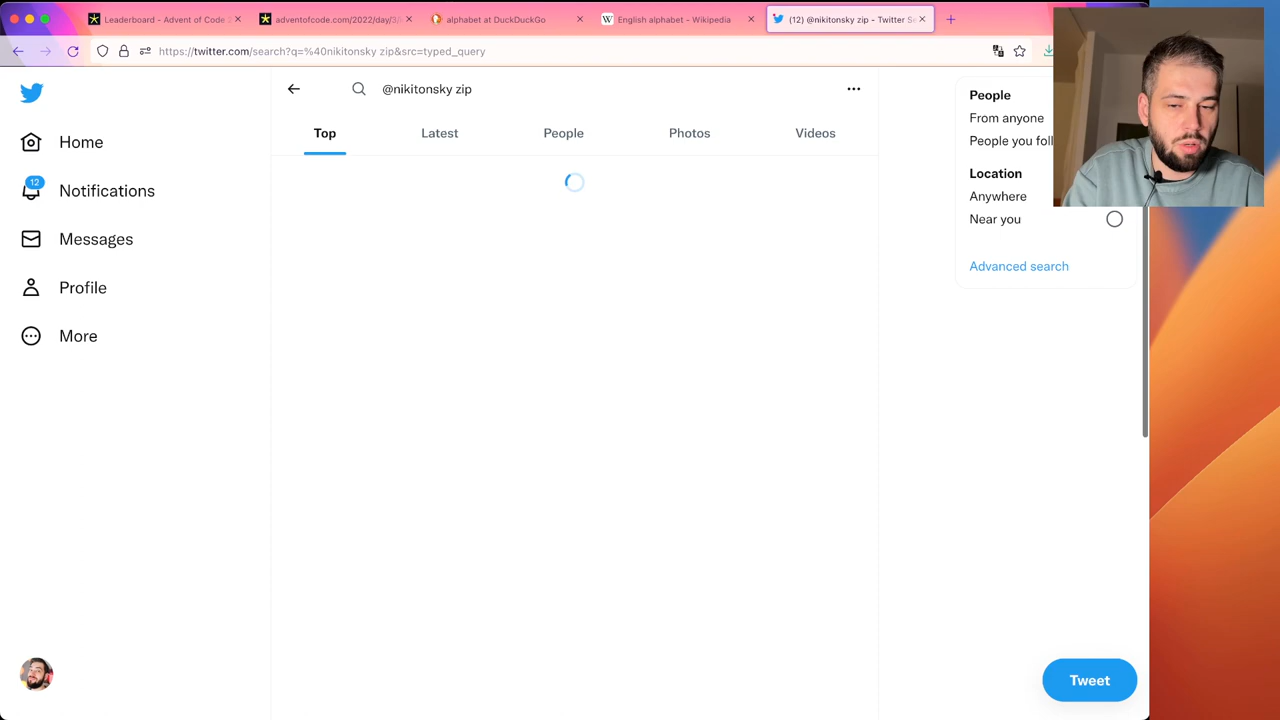 Leaderboard - Advent of Code 2
adventofcode.com/2022/day/3/
alphabet at DuckDuckGo
English alphabet - Wikipedia
(12) @nikitonsky zip - Twitter Se
https://twitter.com/search?q=%40nikitonsky zip&src=typed_query
@nikitonsky zip
Top
Latest
People
Photos
Videos
Home
12
Notifications
Messages
Profile
More
People
From anyone
People you foll
Location
Anywhere
Near you
Advanced search
Tweet